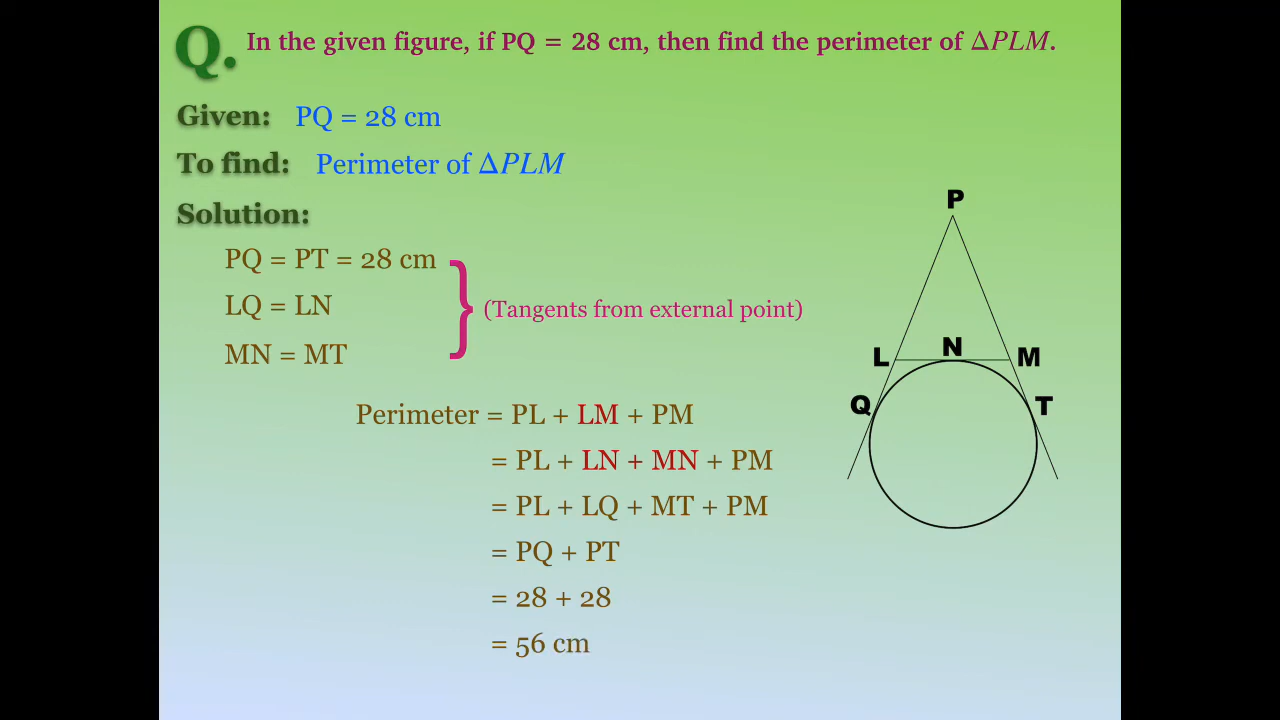 Q. In the given figure, if PQ = 28 cm, then find the perimeter of Δ𝑃𝐿𝑀.
Given: PQ = 28 cm
To find: Perimeter of Δ𝑃𝐿𝑀
Solution:
PQ = PT = 28 cm
LQ = LN
MN = MT
} (Tangents from external point)
Perimeter = PL + LM + PM
= PL + LN + MN + PM
= PL + LQ + MT + PM
= PQ + PT
= 28 + 28
= 56 cm
P
L N M
Q T